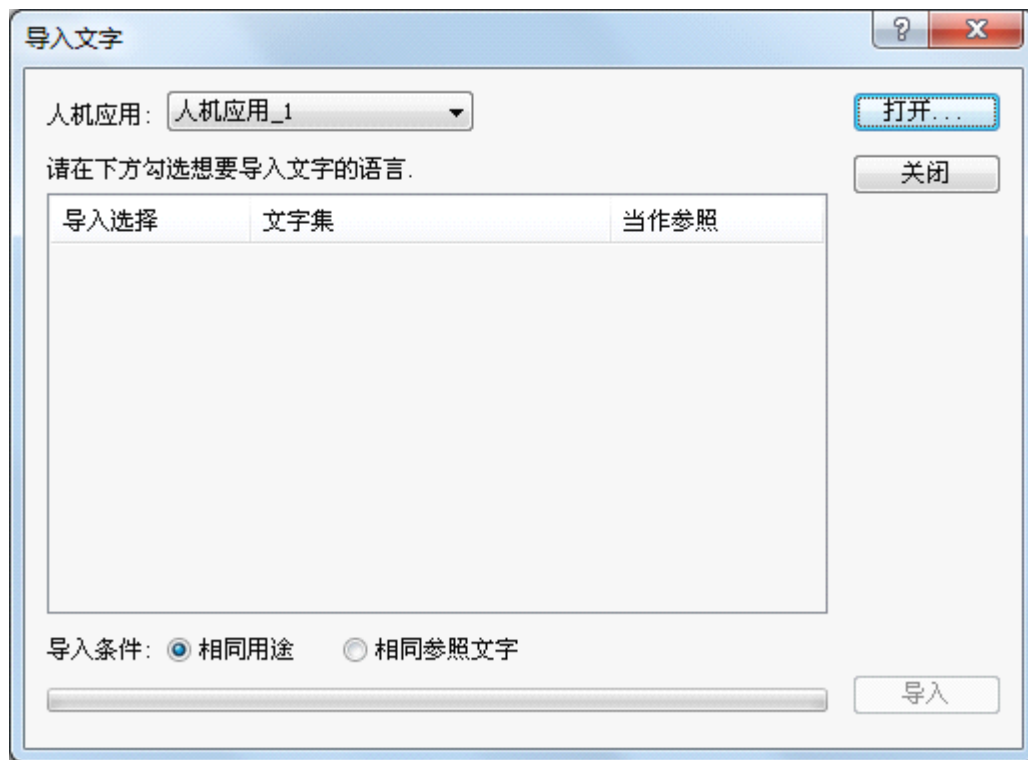 导入文字
人机应用: 人机应用_1
打开...
请在下方勾选想要导入文字的语言.
关闭
导入选择 文字集 当作参照
导入条件: 相同用途 相同参照文字
导入